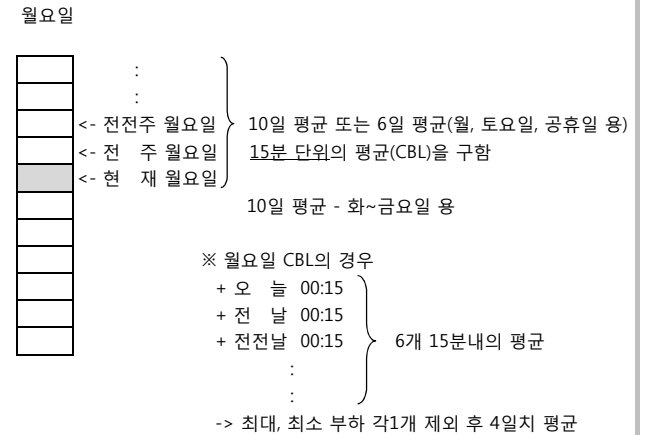 월요일
:
:
<- 전전주 월요일 10일 평균 또는 6일 평균(월, 토요일, 공휴일 용)
<- 전 주 월요일 15분 단위의 평균(CBL)을 구함
<- 현 재 월요일
10일 평균 - 화~금요일 용
※ 월요일 CBL의 경우
+ 오 늘 00:15
+ 전 날 00:15
+ 전전날 00:15 6개 15분내의 평균
:
:
-> 최대, 최소 부하 각1개 제외 후 4일치 평균